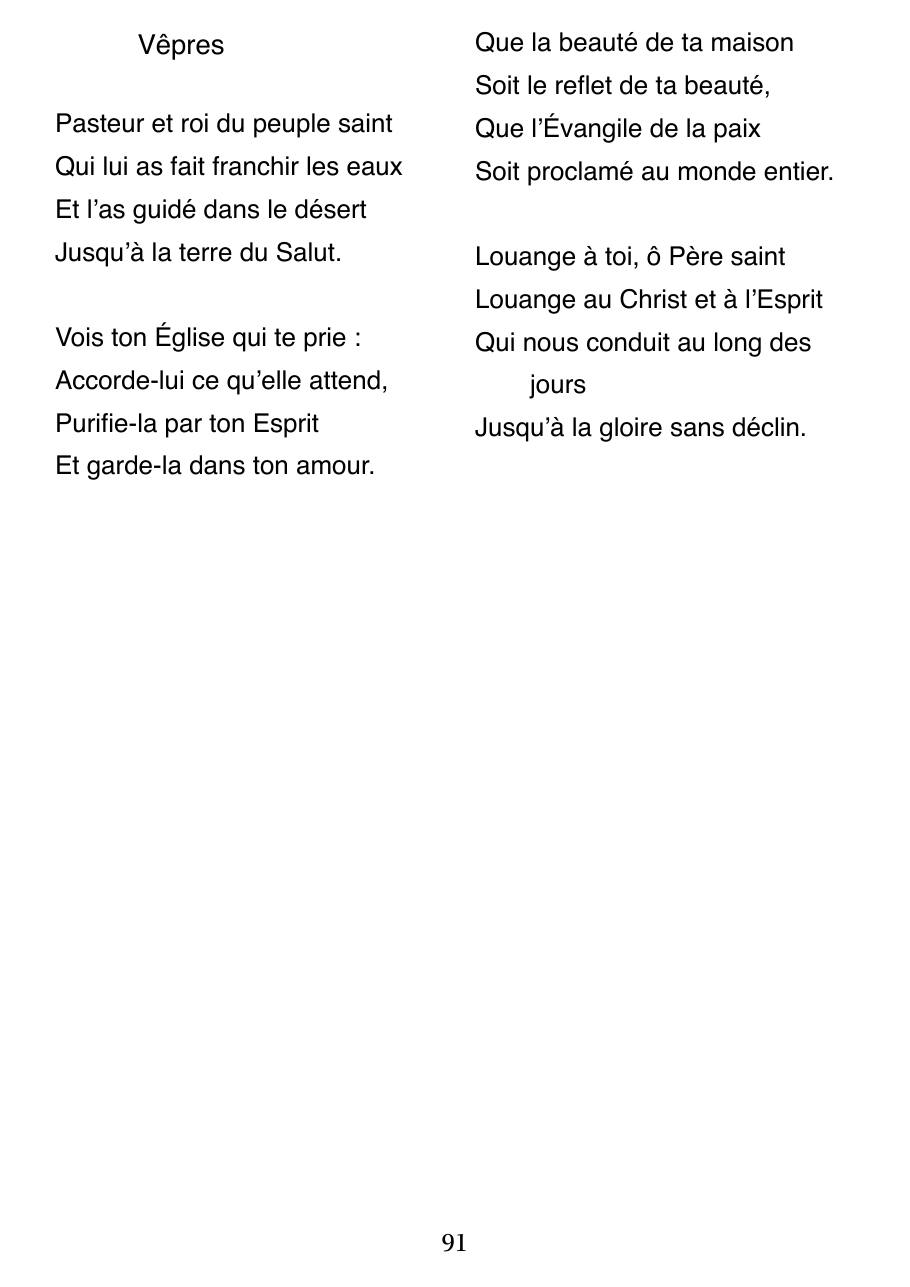 Vêpres
Pasteur et roi du peuple saint
Qui lui as fait franchir les eaux
Et l’as guidé dans le désert
Jusqu’à la terre du Salut.
Vois ton Église qui te prie :
Accorde-lui ce qu’elle attend,
Purifie-la par ton Esprit
Et garde-la dans ton amour.
Que la beauté de ta maison
Soit le reflet de ta beauté,
Que l’Évangile de la paix
Soit proclamé au monde entier.
Louange à toi, ô Père saint
Louange au Christ et à l’Esprit
Qui nous conduit au long des
jours
Jusqu’à la gloire sans déclin.
91